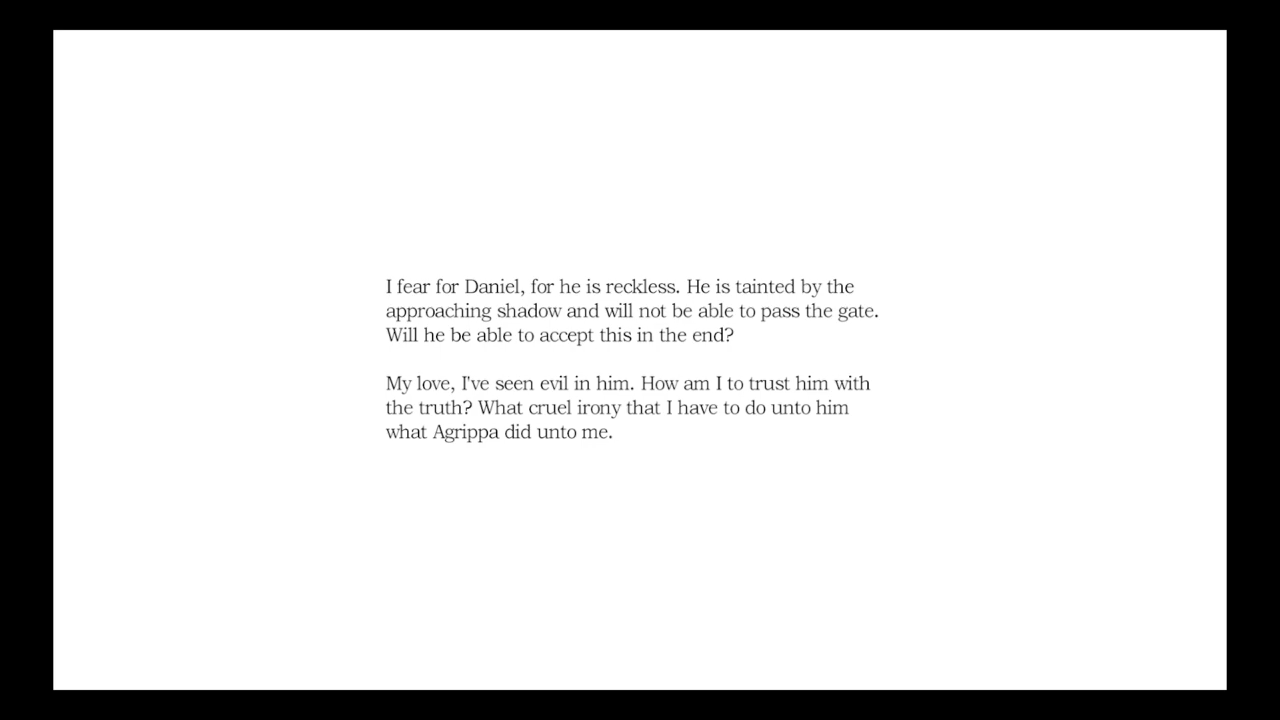 I fear for Daniel, for he is reckless. He is tainted by the
approaching shadow and will not be able to pass the gate.
Will he be able to accept this in the end?
My love, I've seen evil in him. How am I to trust him with
the truth? What cruel irony that I have to do unto him
what Agrippa did unto me.